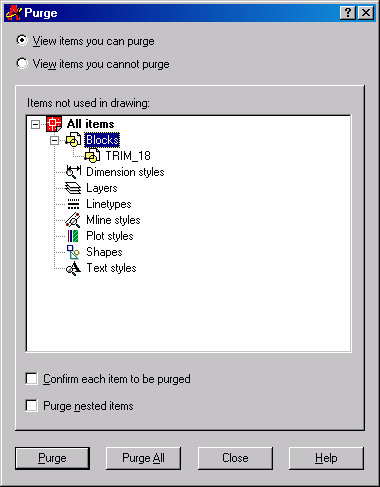 Purge
View items you can purge
View items you cannot purge
Items not used in drawing:
All items
Blocks
TRIM_18
Dimension styles
Layers
Linetypes
Mline styles
Plot styles
Shapes
Text styles
Confirm each item to be purged
Purge nested items
Purge Purge All Close Help